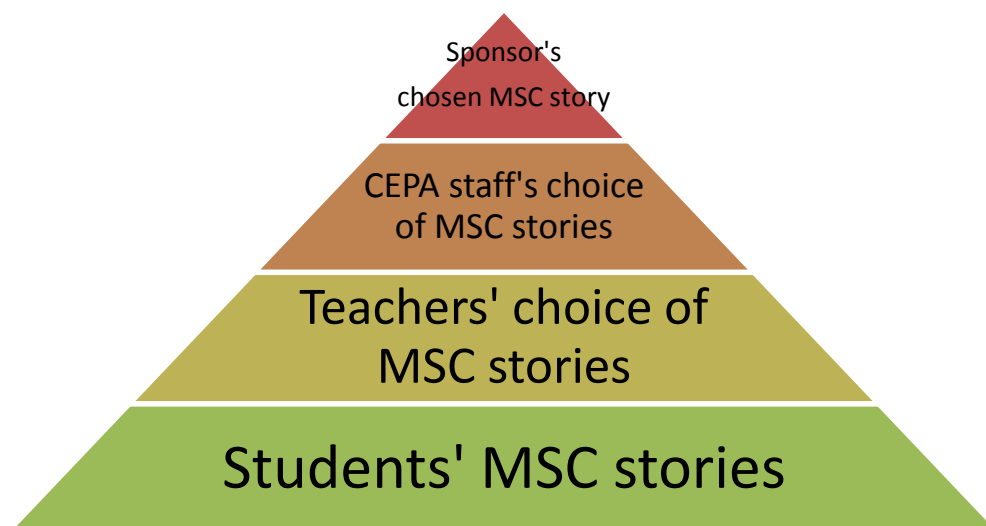 Sponsor's
chosen MSC story
CEPA staff's choice
of MSC stories
Teachers' choice of
MSC stories
Students' MSC stories